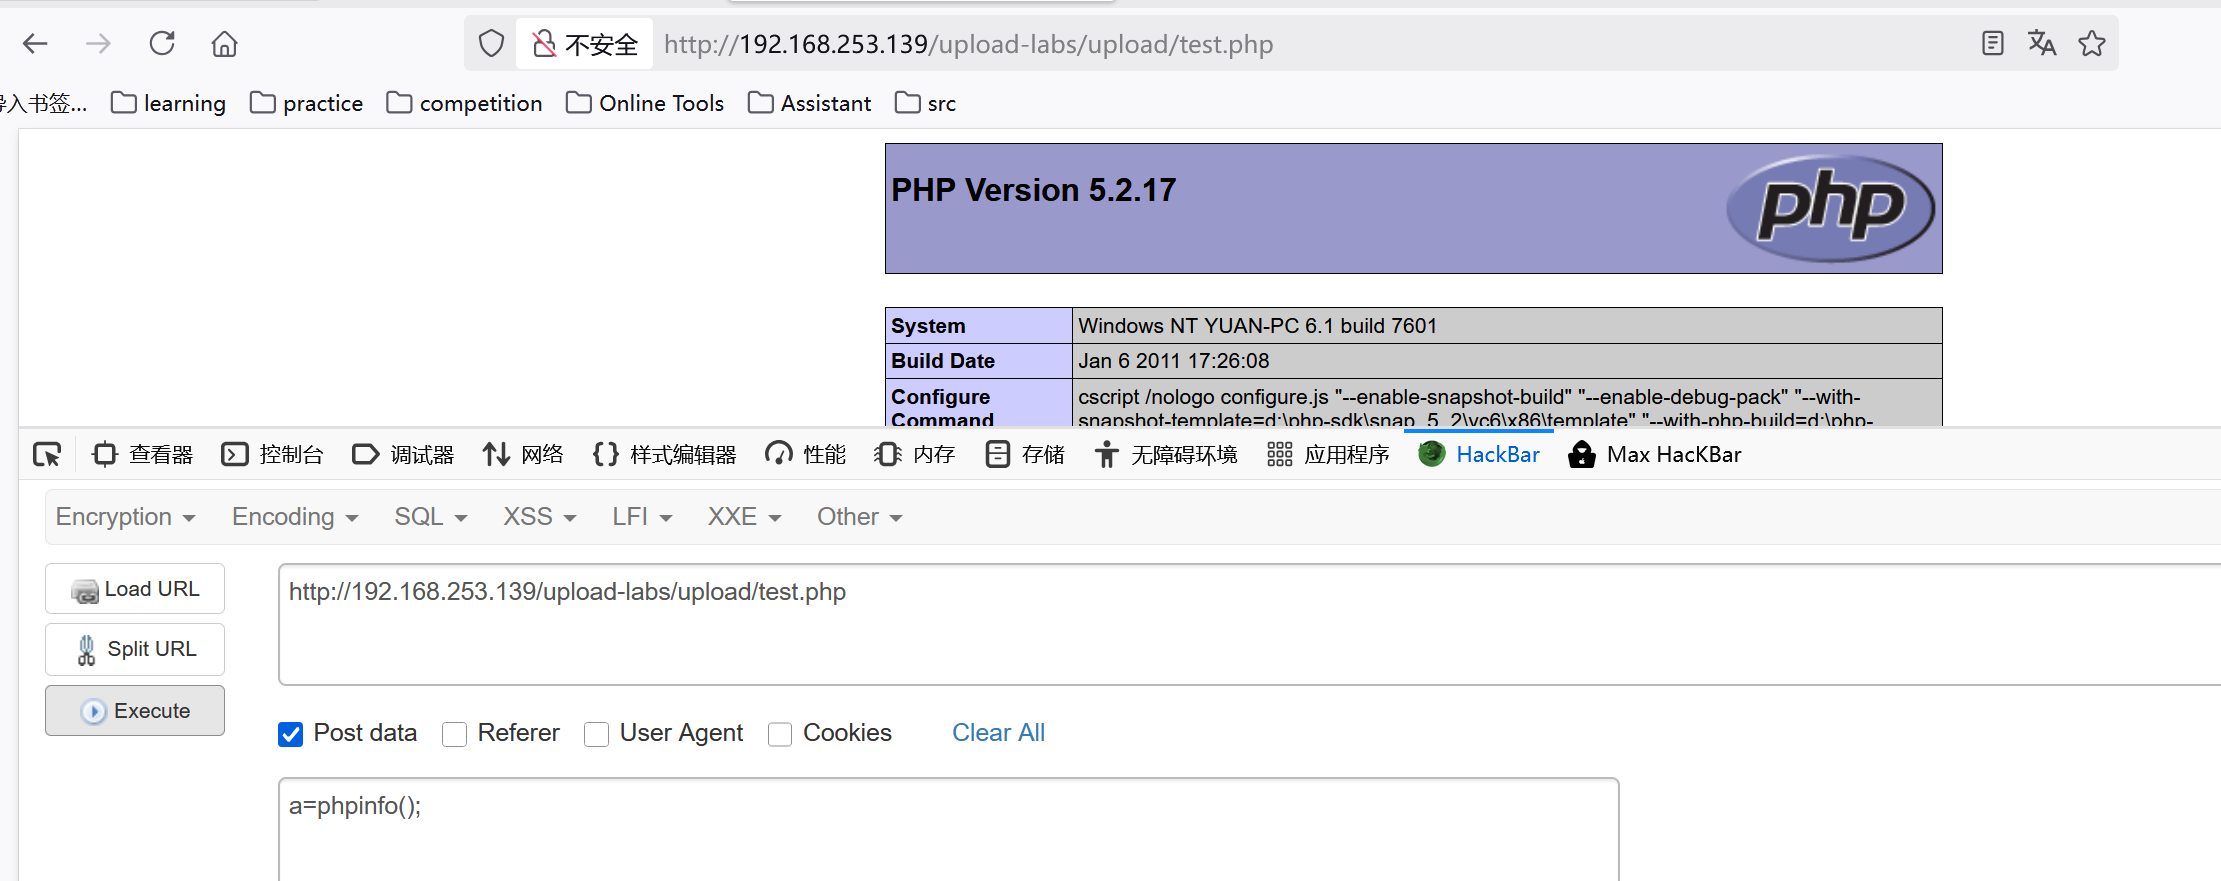 不安全 http://192.168.253.139/upload-labs/upload/test.php
导入书签... learning practice competition Online Tools Assistant src
PHP Version 5.2.17
php
System Windows NT YUAN-PC 6.1 build 7601
Build Date Jan 6 2011 17:26:08
Configure cscript /nologo configure.js "--enable-snapshot-build" "--enable-debug-pack" "--with-
Command snapshot-template=d:\php-sdk\snap_5_2\vc6\x86\template" "--with-php-build=d:\php-
查看器 控制台 调试器 网络 样式编辑器 性能 内存 存储 无障碍环境 应用程序 HackBar Max HacKBar
Encryption Encoding SQL XSS LFI XXE Other
Load URL http://192.168.253.139/upload-labs/upload/test.php
Split URL
Execute
Post data Referer User Agent Cookies Clear All
a=phpinfo();